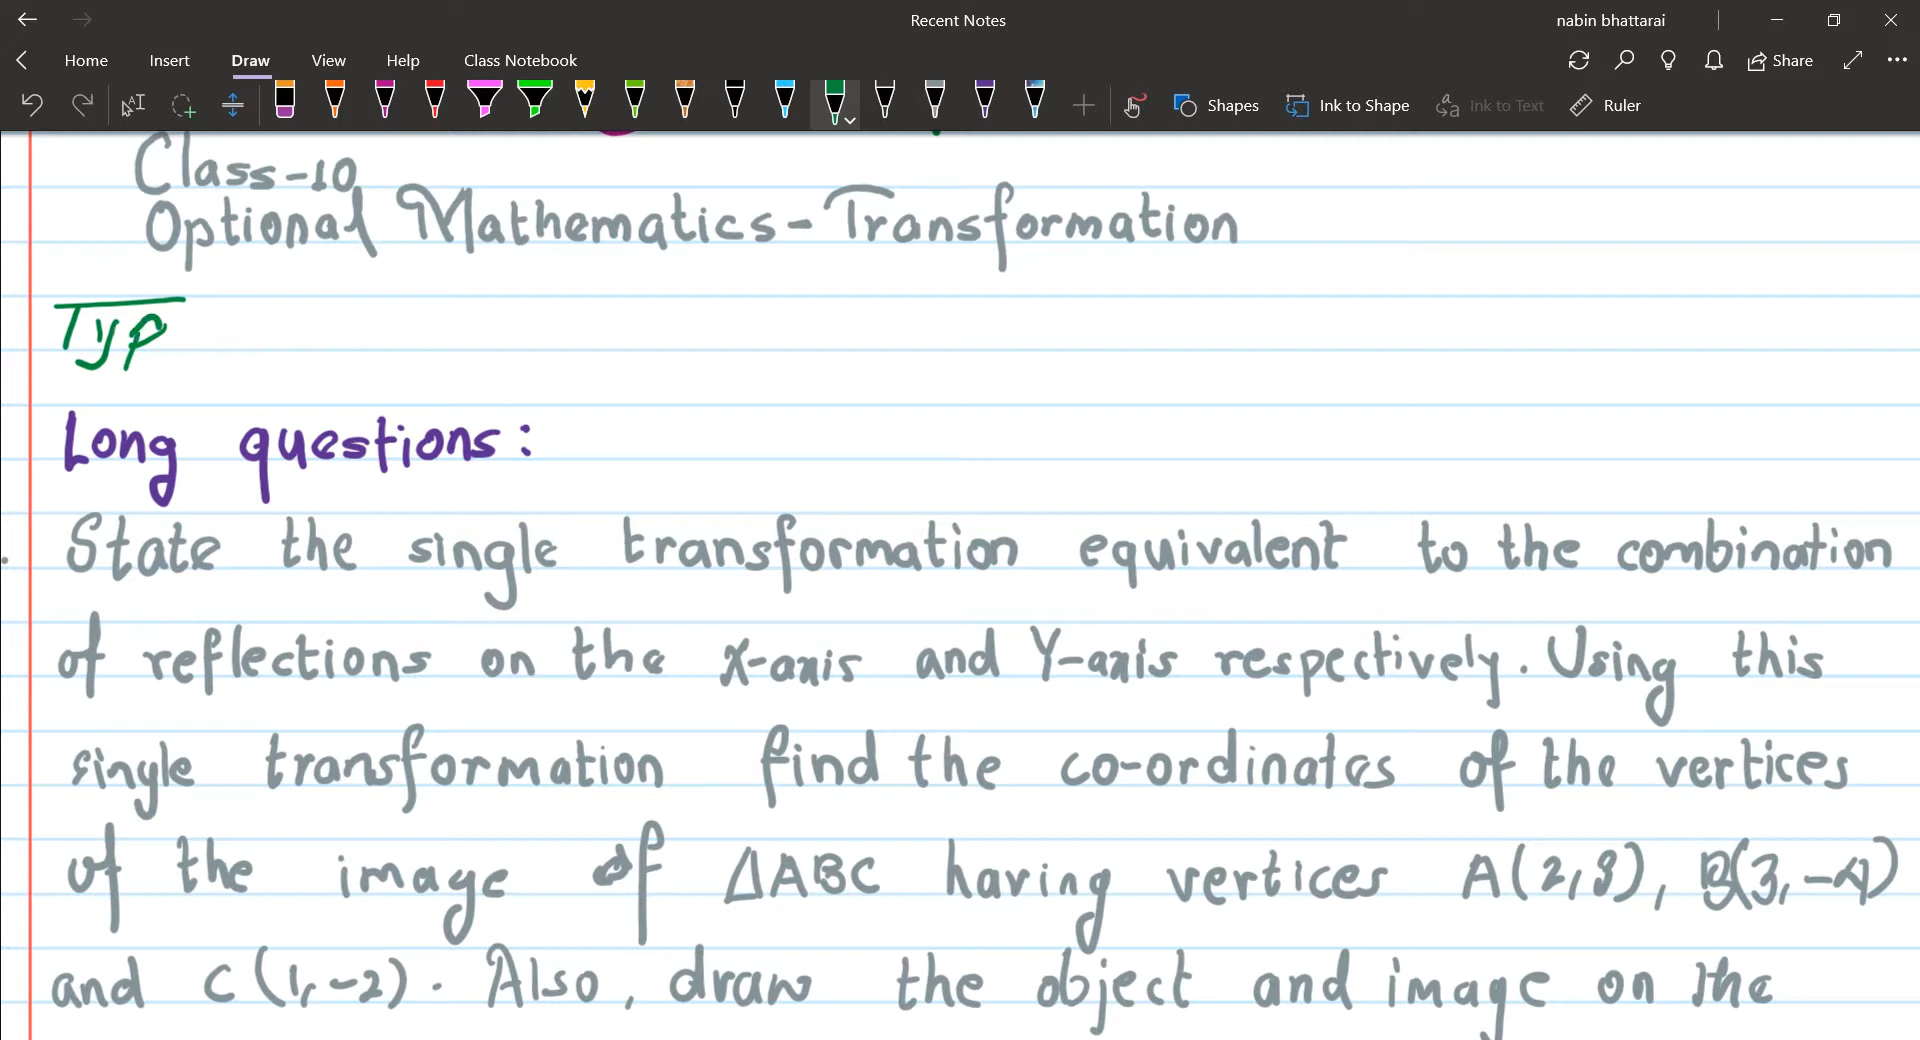 Recent Notes
nabin bhattarai
Home Insert Draw View Help Class Notebook
Share
Shapes Ink to Shape Ink to Text Ruler
Class-10
Optional Mathematics-Transformation
Typ
Long questions:
State the single transformation equivalent to the combination
of reflections on the X-axis and Y-axis respectively. Using this
single transformation find the co-ordinates of the vertices
of the image of ΔABC having vertices A(2,3), B(3,-4)
and C(1,-2). Also, draw the object and image on the